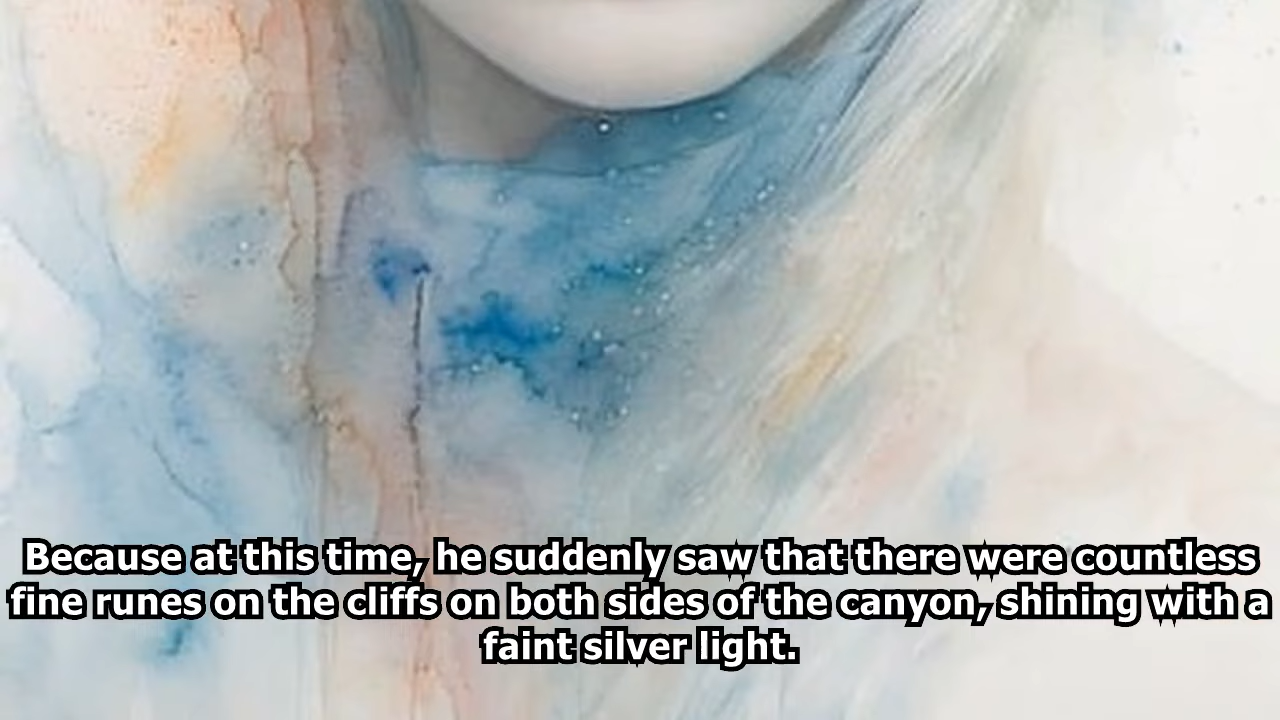 Because at this time, he suddenly saw that there were countless
fine runes on the cliffs on both sides of the canyon, shining with a
faint silver light.